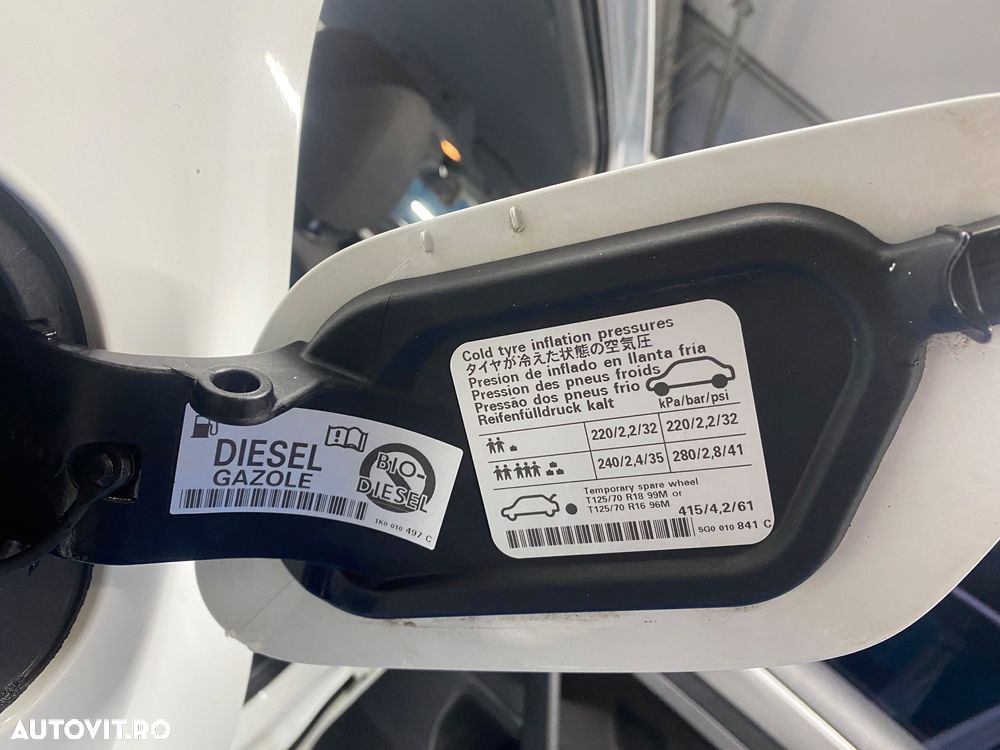 Cold tyre inflation pressures
タイヤが冷えた状態の空気圧
Presion de inflado en llanta fria
Pression des pneus froids
Pressão dos pneus frio
Reifenfülldruck kalt
kPa/bar/psi
220/2,2/32 220/2,2/32
240/2,4/35 280/2,8/41
Temporary spare wheel
T125/70 R18 99M or
T125/70 R16 96M
415/4,2/61
5G0 010 841 C
DIESEL
GAZOLE
BIO-
DIESEL
1K0 010 497 C
AUTOVIT.RO